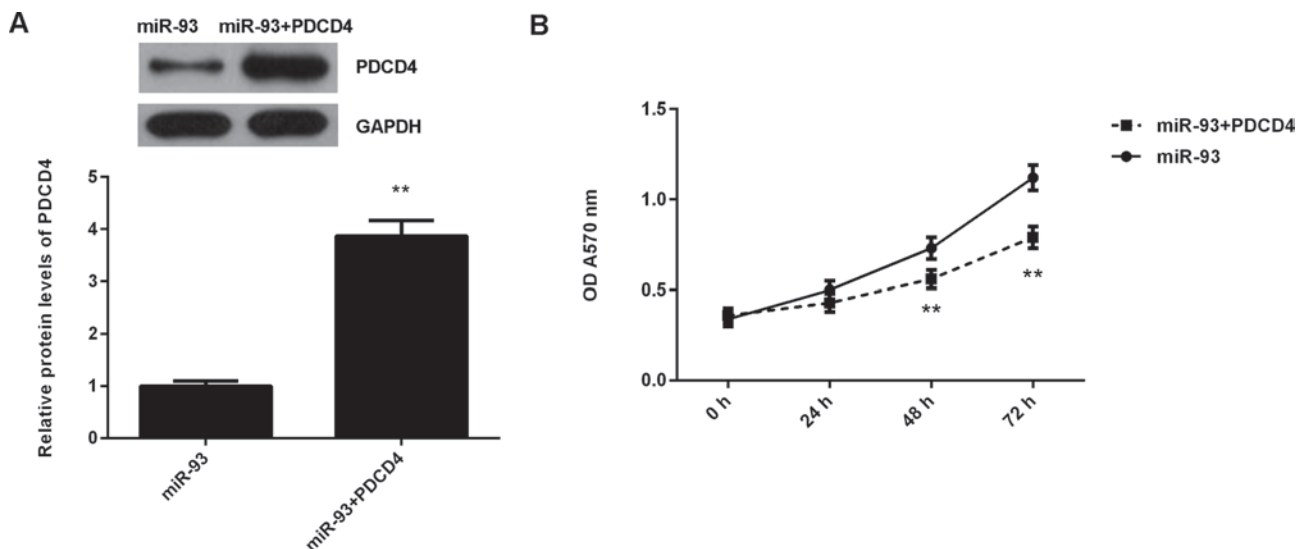 A
miR-93 miR-93+PDCD4
PDCD4
GAPDH
Relative protein levels of PDCD4
5
4
3
2
1
0
**
miR-93
miR-93+PDCD4
B
OD A570 nm
1.5
1.0
0.5
0.0
**
**
0 h
24 h
48 h
72 h
miR-93+PDCD4
miR-93